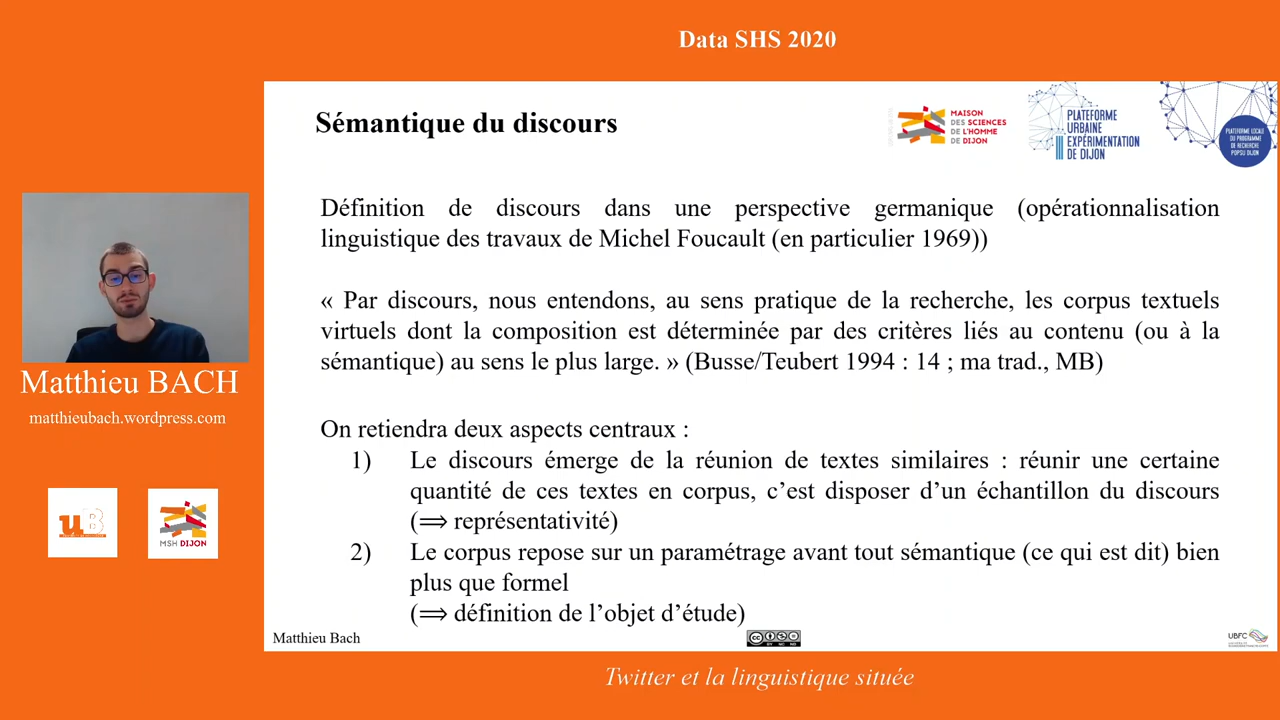 Data SHS 2020
Sémantique du discours
MAISON
DES SCIENCES
DE L'HOMME
DE DIJON
PLATEFORME
URBAINE
EXPÉRIMENTATION
DE DIJON
PLATEFORME LOCALE
DU PROGRAMME
DE RECHERCHE
POPSU DIJON
Définition de discours dans une perspective germanique (opérationnalisation
linguistique des travaux de Michel Foucault (en particulier 1969))
« Par discours, nous entendons, au sens pratique de la recherche, les corpus textuels
virtuels dont la composition est déterminée par des critères liés au contenu (ou à la
sémantique) au sens le plus large. » (Busse/Teubert 1994 : 14 ; ma trad., MB)
On retiendra deux aspects centraux :
1) Le discours émerge de la réunion de textes similaires : réunir une certaine
quantité de ces textes en corpus, c’est disposer d’un échantillon du discours
(⟹ représentativité)
2) Le corpus repose sur un paramétrage avant tout sémantique (ce qui est dit) bien
plus que formel
(⟹ définition de l’objet d’étude)
Matthieu Bach
cc
BY NC ND
UBFC
Matthieu BACH
matthieubach.wordpress.com
uB
MSH DIJON
Twitter et la linguistique située